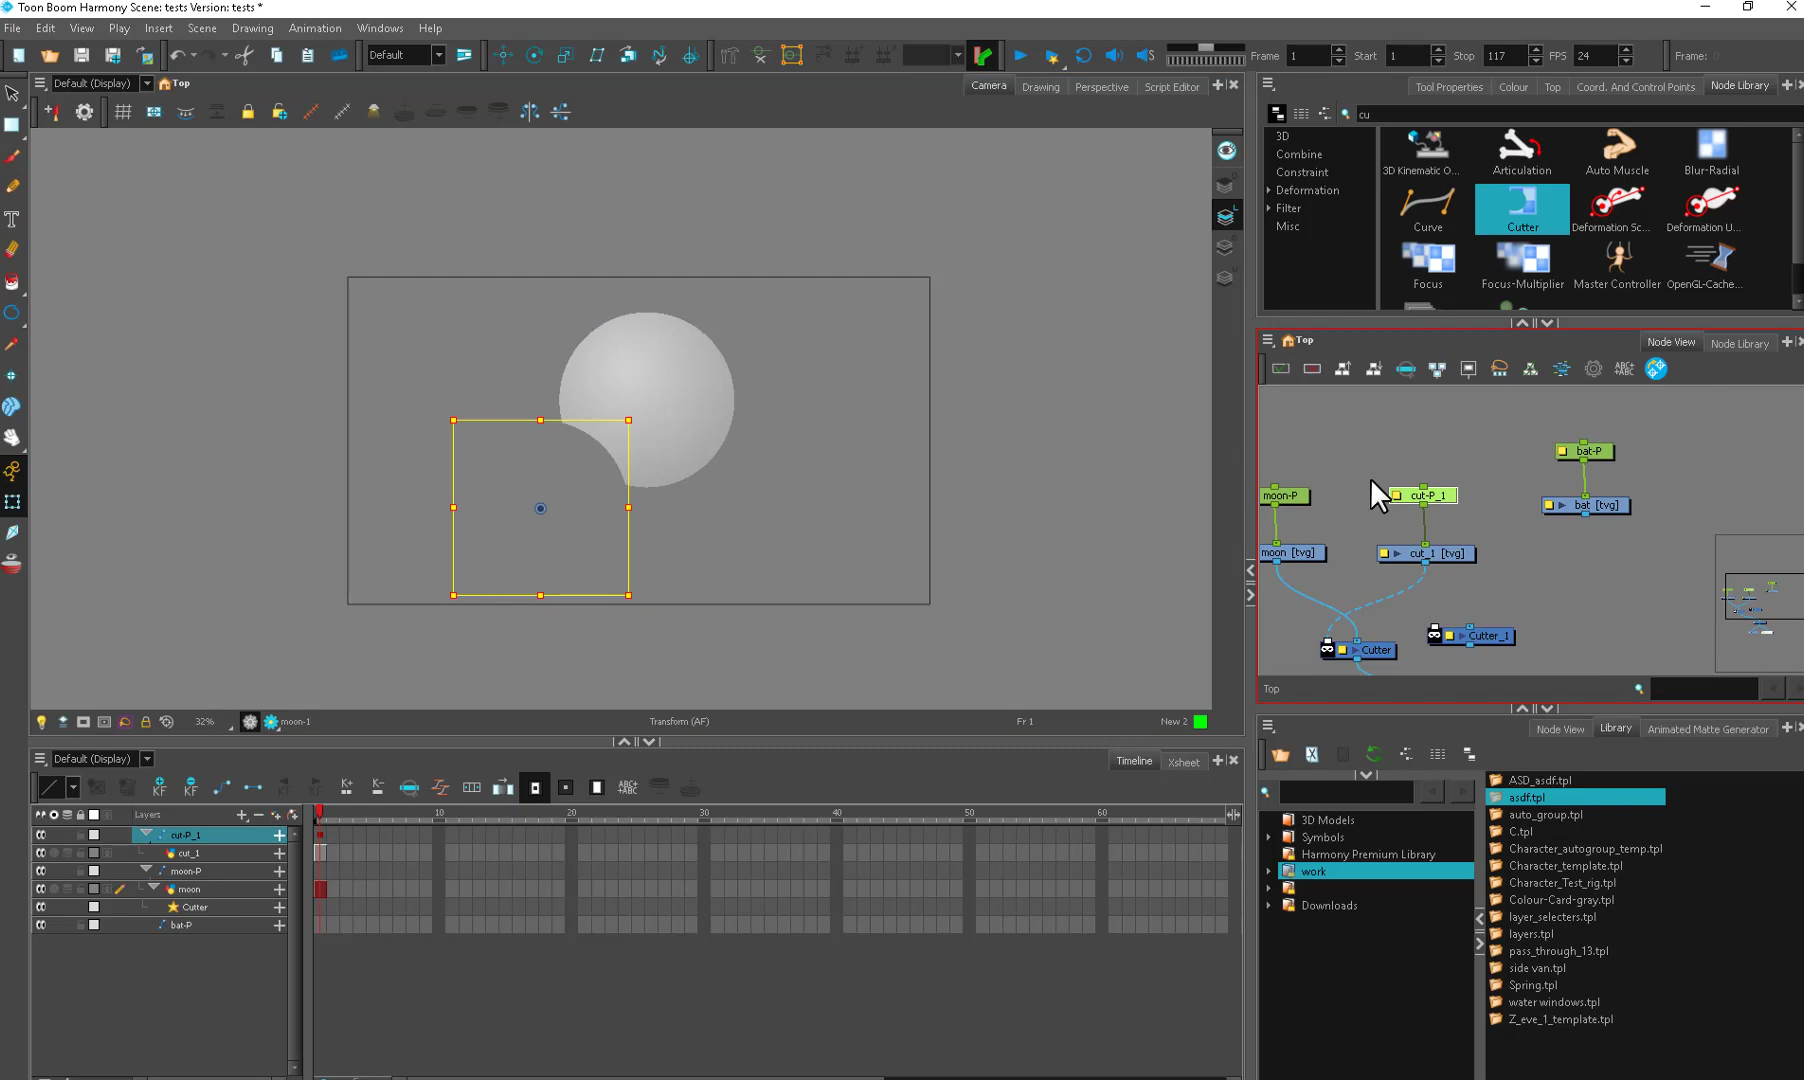 Toon Boom Harmony Scene: tests Version: tests *
File Edit View Play Insert Scene Drawing Animation Windows Help
Default Frame 1 Start 1 Stop 117 FPS 24 Frame: 0
Default (Display) Top Camera Drawing Perspective Script Editor
Tool Properties Colour Top Coord. And Control Points Node Library
cu
3D
Combine
Constraint
Deformation
Filter
Misc
3D Kinematic O... Articulation Auto Muscle Blur-Radial
Curve Cutter Deformation Sc... Deformation U...
Focus Focus-Multiplier Master Controller OpenGL-Cache...
Top Node View Node Library
ABC+
ABC
bat-P
moon-P cut-P_1
bat [tvg]
moon [tvg] cut_1 [tvg]
Cutter_1
Cutter
Top
32% moon-1 Transform (AF) Fr 1 New 2
Node View Library Animated Matte Generator
Default (Display) Timeline Xsheet
KF KF K+ K- ABC+
ABC
Layers 10 20 30 40 50 60
cut-P_1
cut_1
moon-P
moon
Cutter
bat-P
3D Models
Symbols
Harmony Premium Library
work
Downloads
ASD_asdf.tpl
asdf.tpl
auto_group.tpl
C.tpl
Character_autogroup_temp.tpl
Character_template.tpl
Character_Test_rig.tpl
Colour-Card-gray.tpl
layer_selecters.tpl
layers.tpl
pass_through_13.tpl
side van.tpl
Spring.tpl
water windows.tpl
Z_eve_1_template.tpl